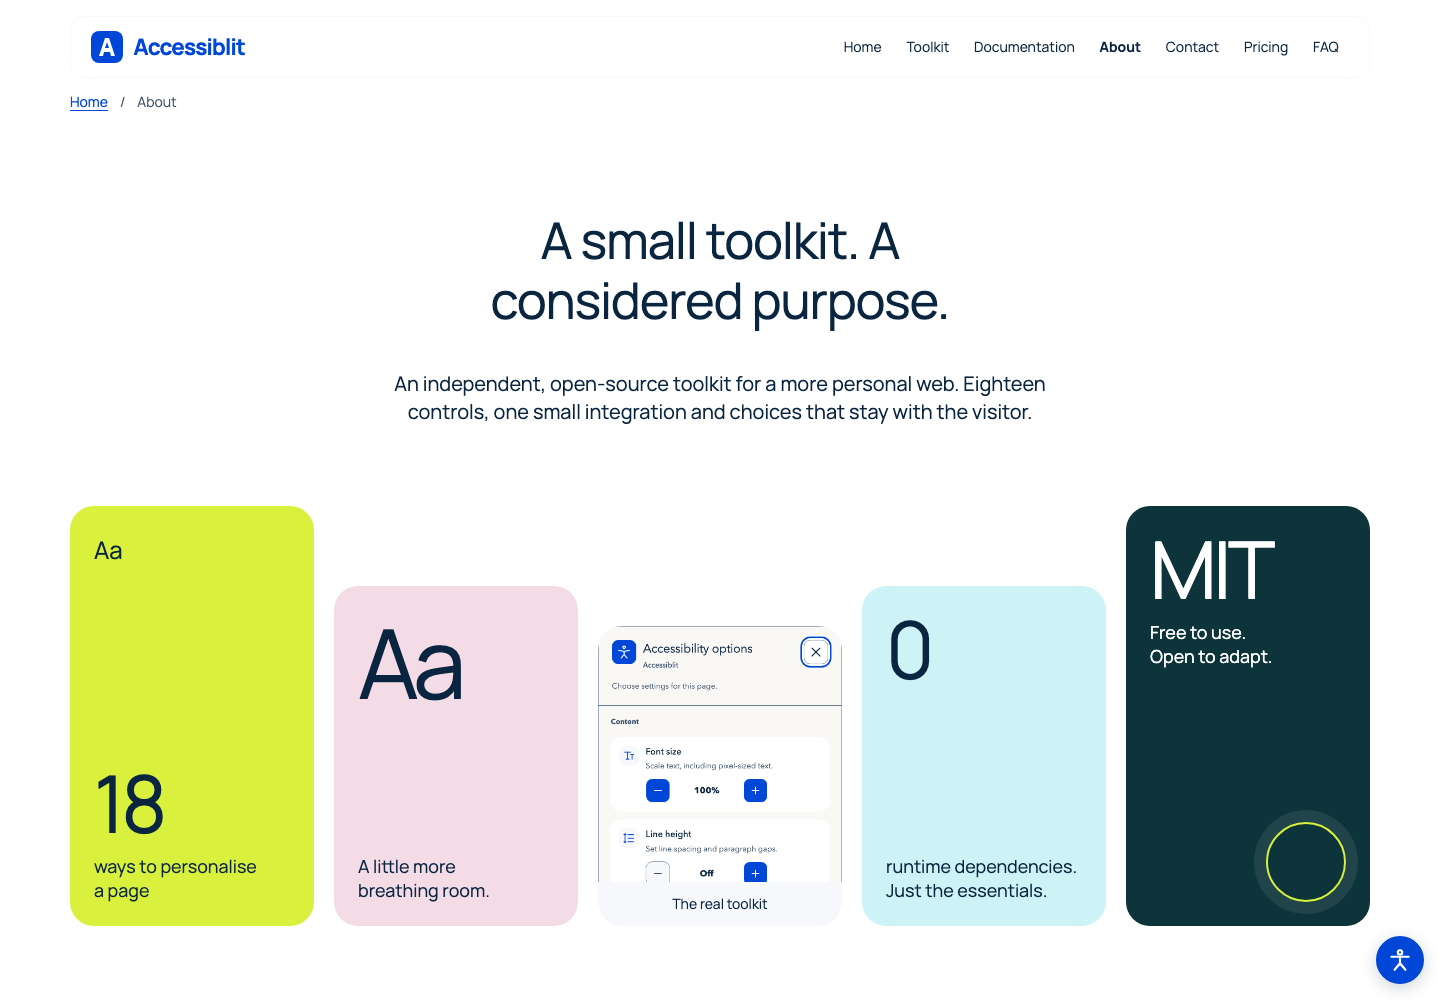 A Accessiblit
Home Toolkit Documentation About Contact Pricing FAQ
Home / About
A small toolkit. A
considered purpose.
An independent, open-source toolkit for a more personal web. Eighteen
controls, one small integration and choices that stay with the visitor.
Aa
18
ways to personalise
a page
Aa
A little more
breathing room.
Accessibility options
Accessiblit
Choose settings for this page.
Content
Font size
Scale text, including pixel-sized text.
− 100% +
Line height
Set line spacing and paragraph gaps.
− Off +
The real toolkit
0
runtime dependencies.
Just the essentials.
MIT
Free to use.
Open to adapt.